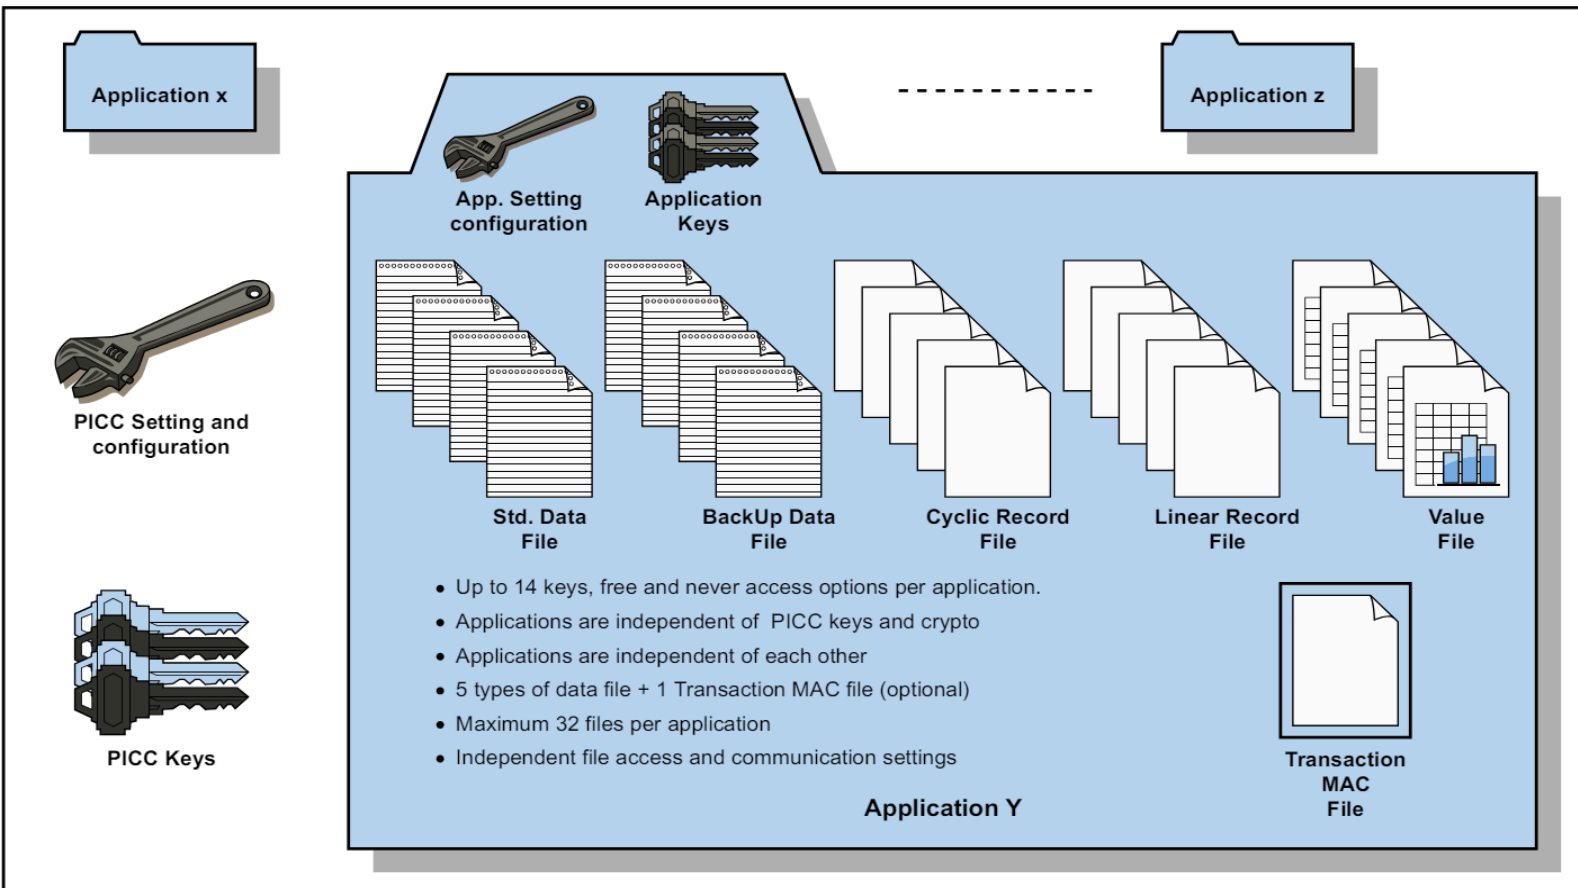 Application x
Application z
App. Setting
configuration
Application
Keys
PICC Setting and
configuration
Std. Data
File
BackUp Data
File
Cyclic Record
File
Linear Record
File
Value
File
• Up to 14 keys, free and never access options per application.
• Applications are independent of PICC keys and crypto
• Applications are independent of each other
• 5 types of data file + 1 Transaction MAC file (optional)
• Maximum 32 files per application
• Independent file access and communication settings
PICC Keys
Transaction
MAC
File
Application Y